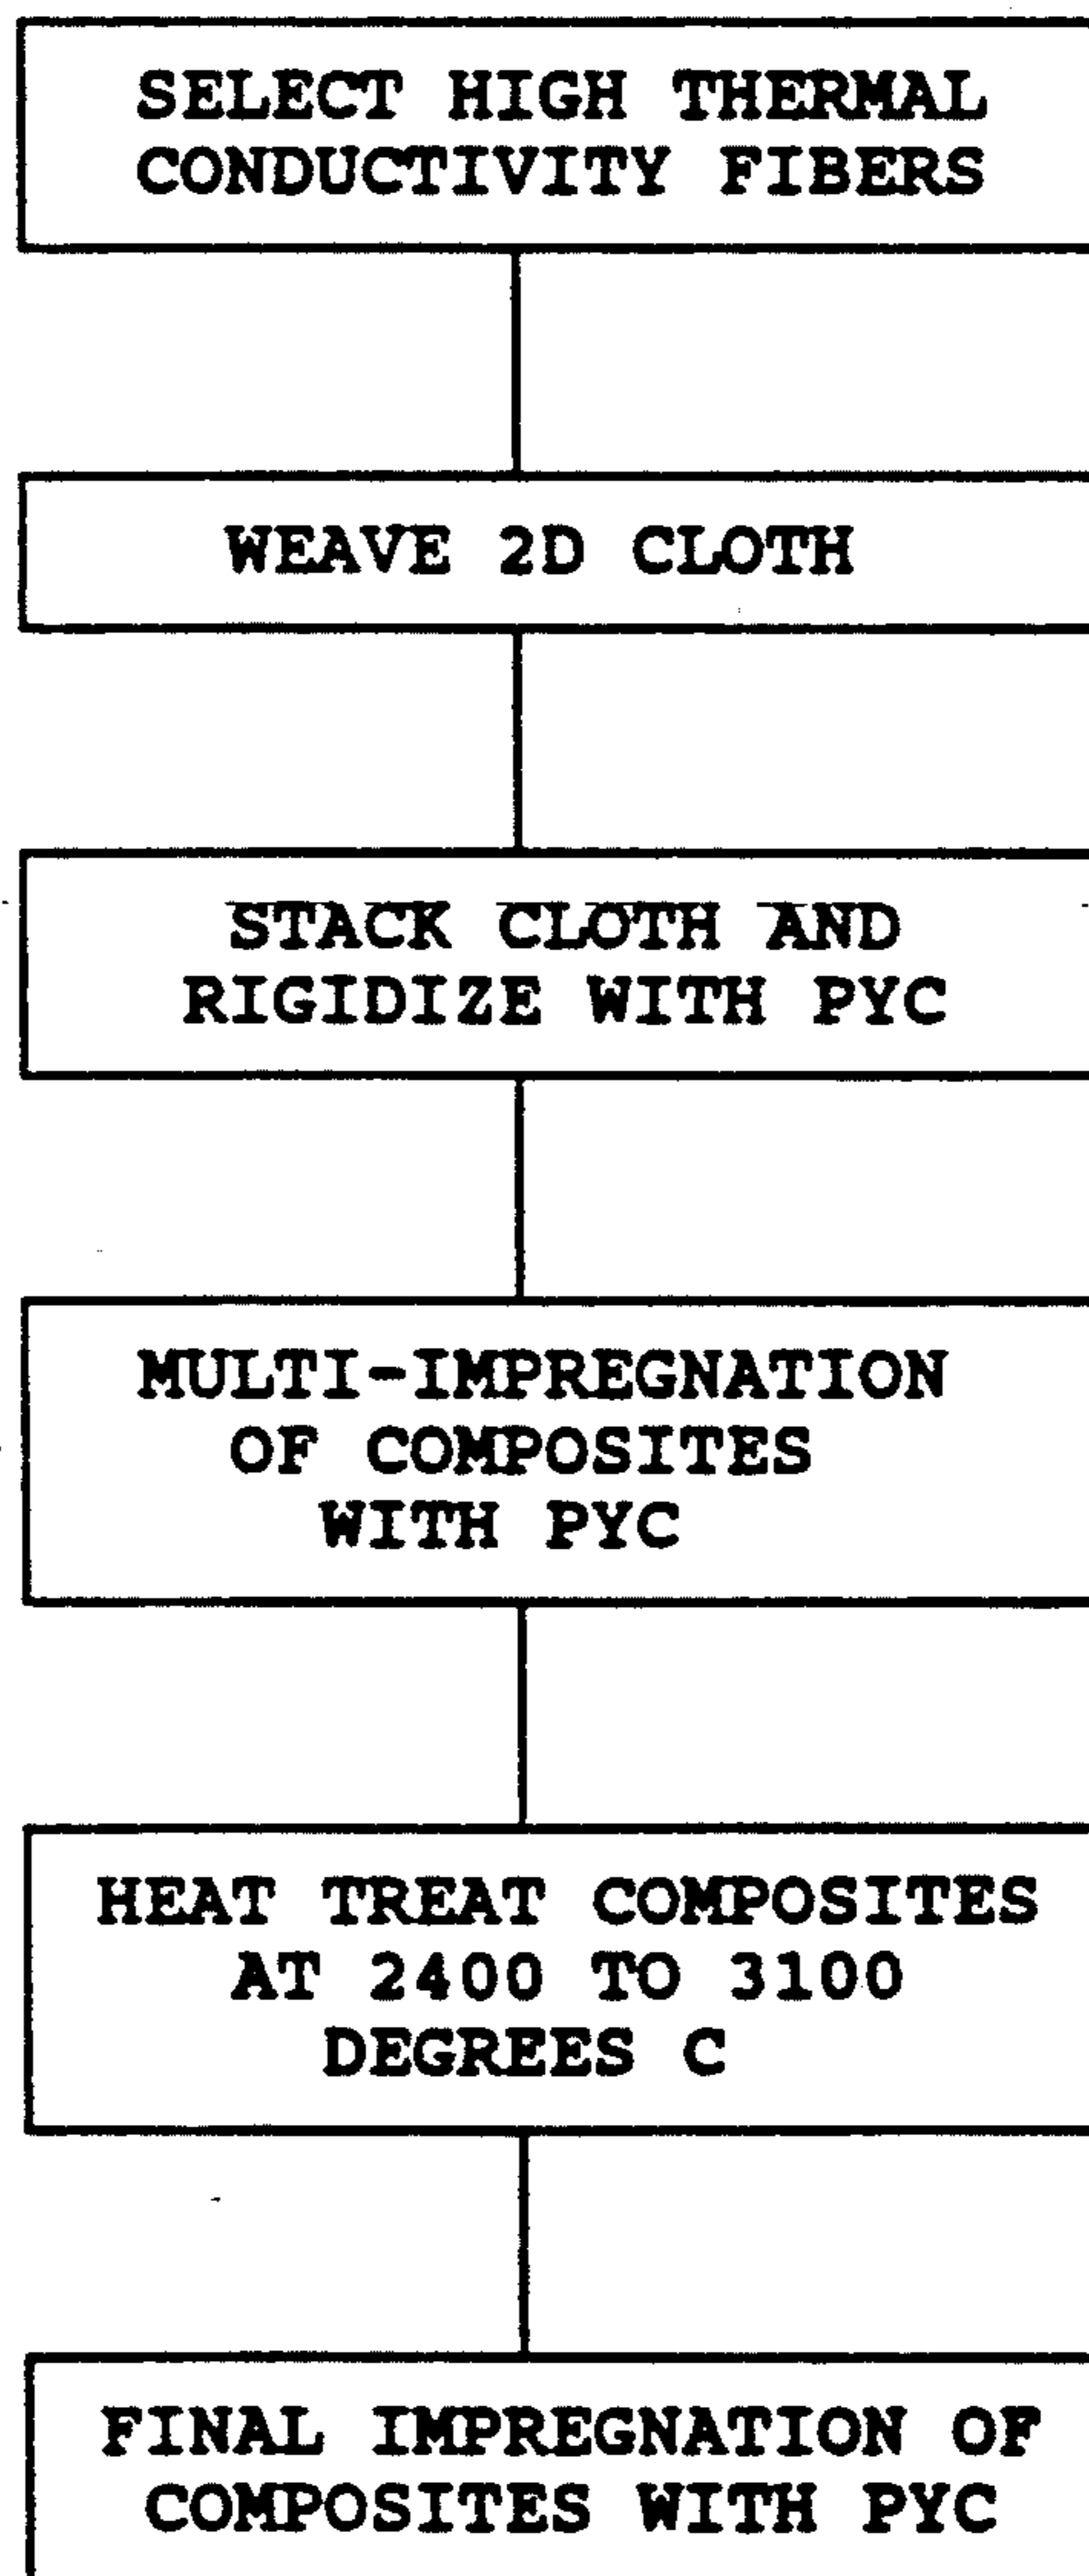 SELECT HIGH THERMAL
CONDUCTIVITY FIBERS
WEAVE 2D CLOTH
STACK CLOTH AND
RIGIDIZE WITH PYC
MULTI-IMPREGNATION
OF COMPOSITES
WITH PYC
HEAT TREAT COMPOSITES
AT 2400 TO 3100
DEGREES C
FINAL IMPREGNATION OF
COMPOSITES WITH PYC